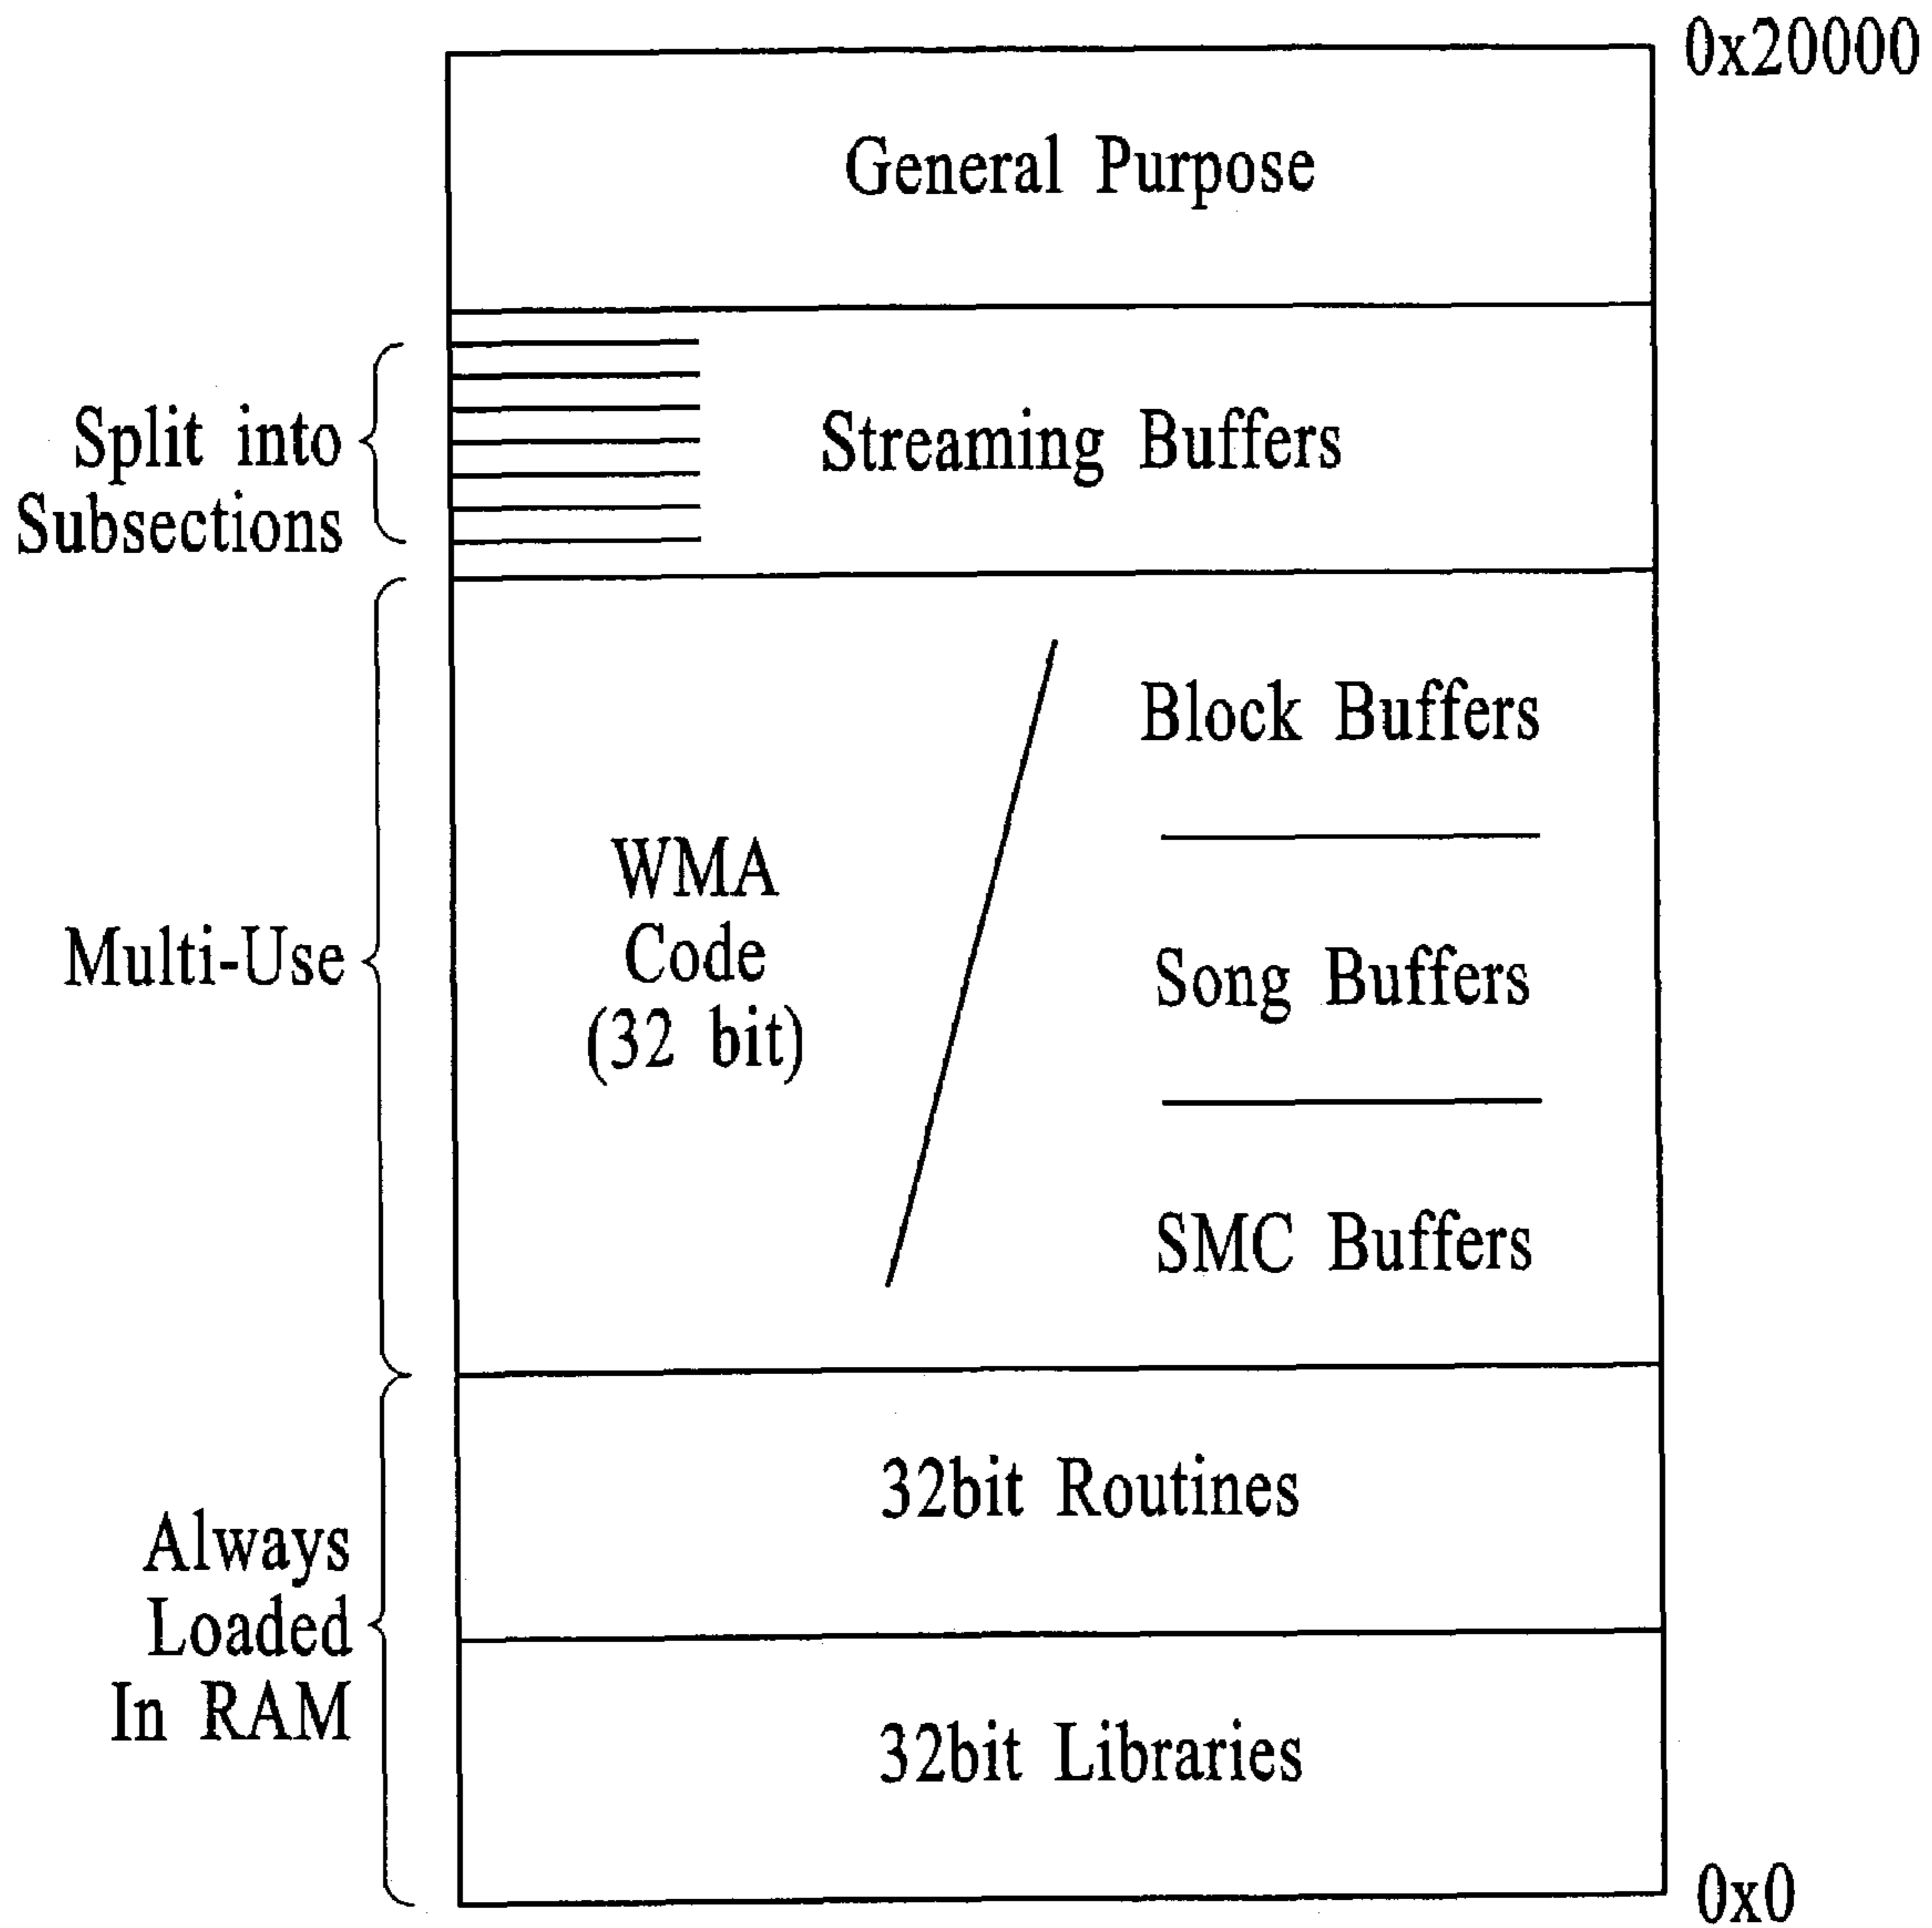 0x20000
General Purpose
Split into
Subsections
Streaming Buffers
Multi-Use
WMA
Code
(32 bit)
Block Buffers
Song Buffers
SMC Buffers
Always
Loaded
In RAM
32bit Routines
32bit Libraries
0x0